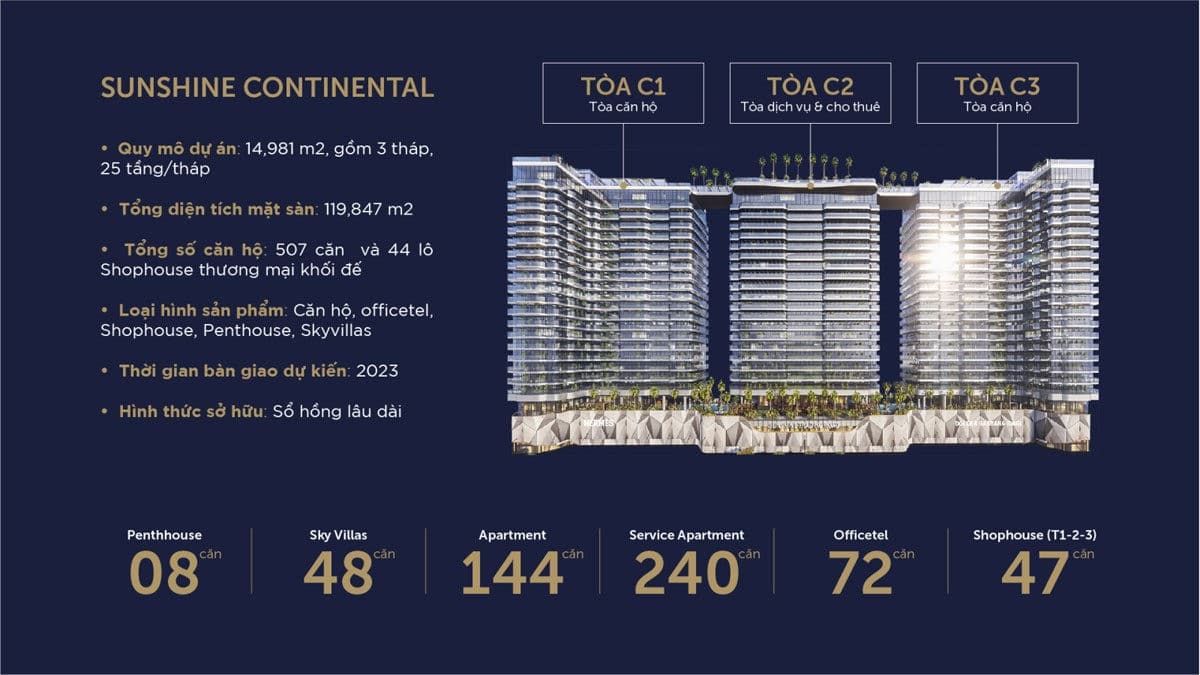 SUNSHINE CONTINENTAL
• Quy mô dự án: 14,981 m2, gồm 3 tháp,
25 tầng/tháp
• Tổng diện tích mặt sàn: 119,847 m2
• Tổng số căn hộ: 507 căn và 44 lô
Shophouse thương mại khối đế
• Loại hình sản phẩm: Căn hộ, officetel,
Shophouse, Penthouse, Skyvillas
• Thời gian bàn giao dự kiến: 2023
• Hình thức sở hữu: Sổ hồng lâu dài
TÒA C1
Tòa căn hộ
TÒA C2
Tòa dịch vụ & cho thuê
TÒA C3
Tòa căn hộ
HERMES
Penthhouse
08 căn
Sky Villas
48 căn
Apartment
144 căn
Service Apartment
240 căn
Officetel
72 căn
Shophouse (T1-2-3)
47 căn